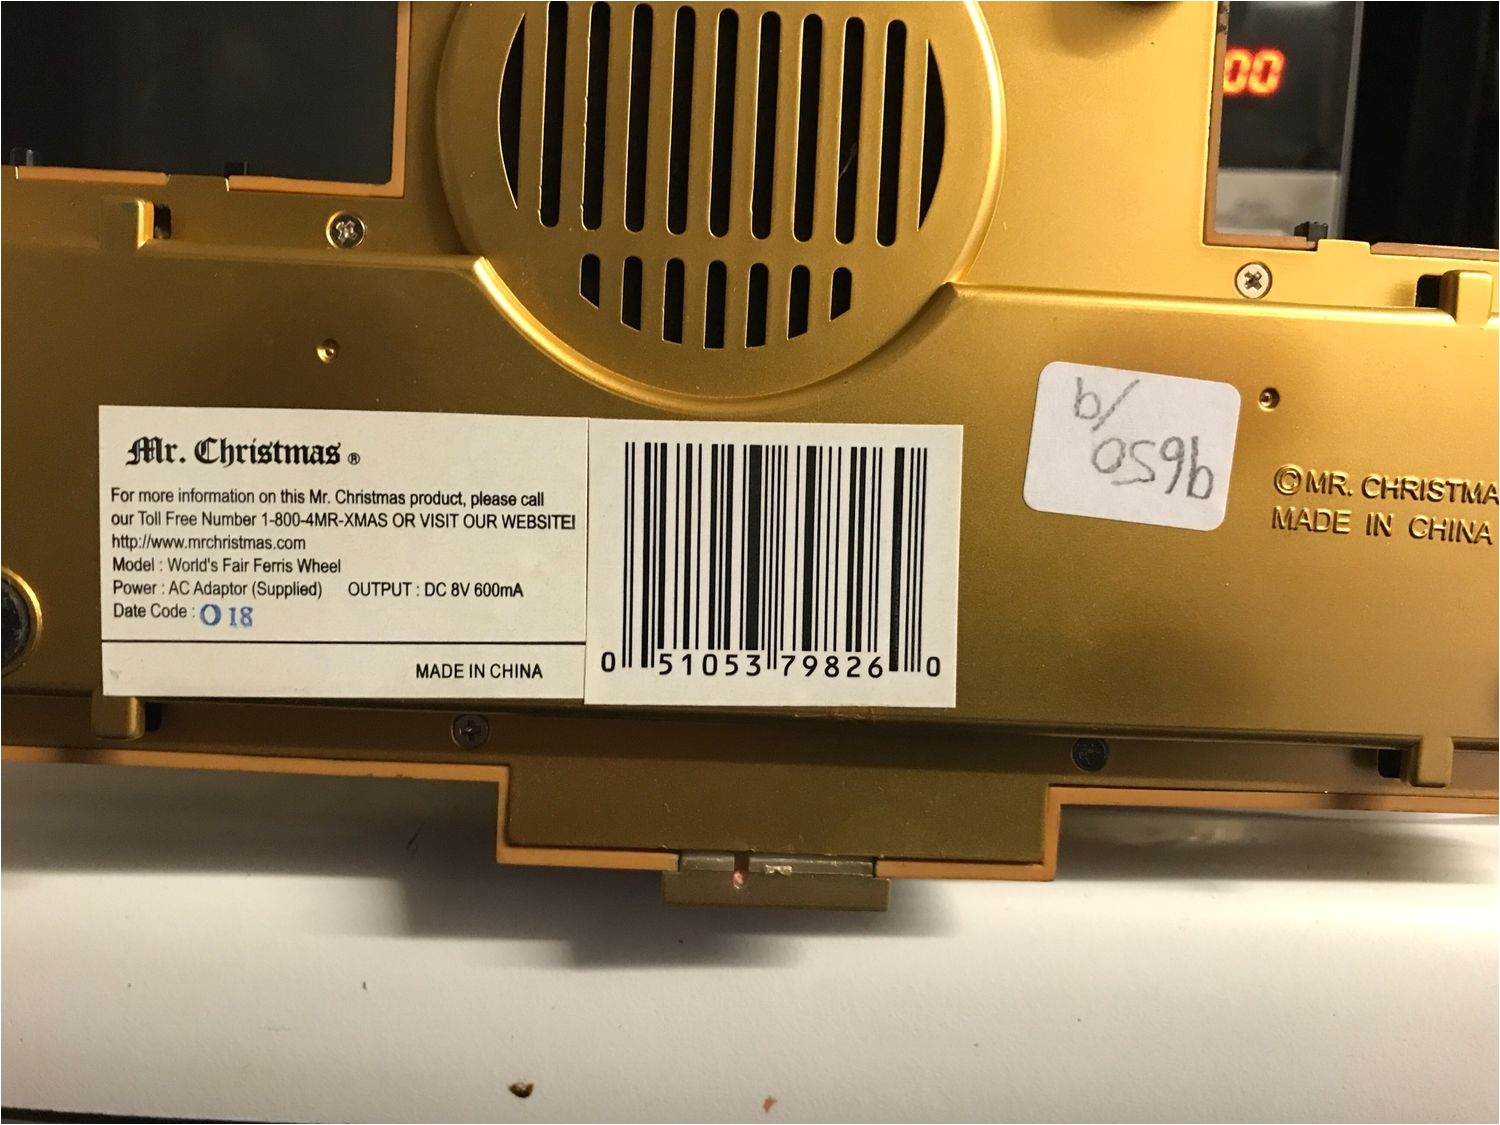 00
Mr. Christmas ®
For more information on this Mr. Christmas product, please call
our Toll Free Number 1-800-4MR-XMAS OR VISIT OUR WEBSITE!
http://www.mrchristmas.com
Model : World's Fair Ferris Wheel
Power : AC Adaptor (Supplied) OUTPUT : DC 8V 600mA
Date Code : O 18
MADE IN CHINA
0 51053 79826 0
9650
©MR. CHRISTMA
MADE IN CHINA